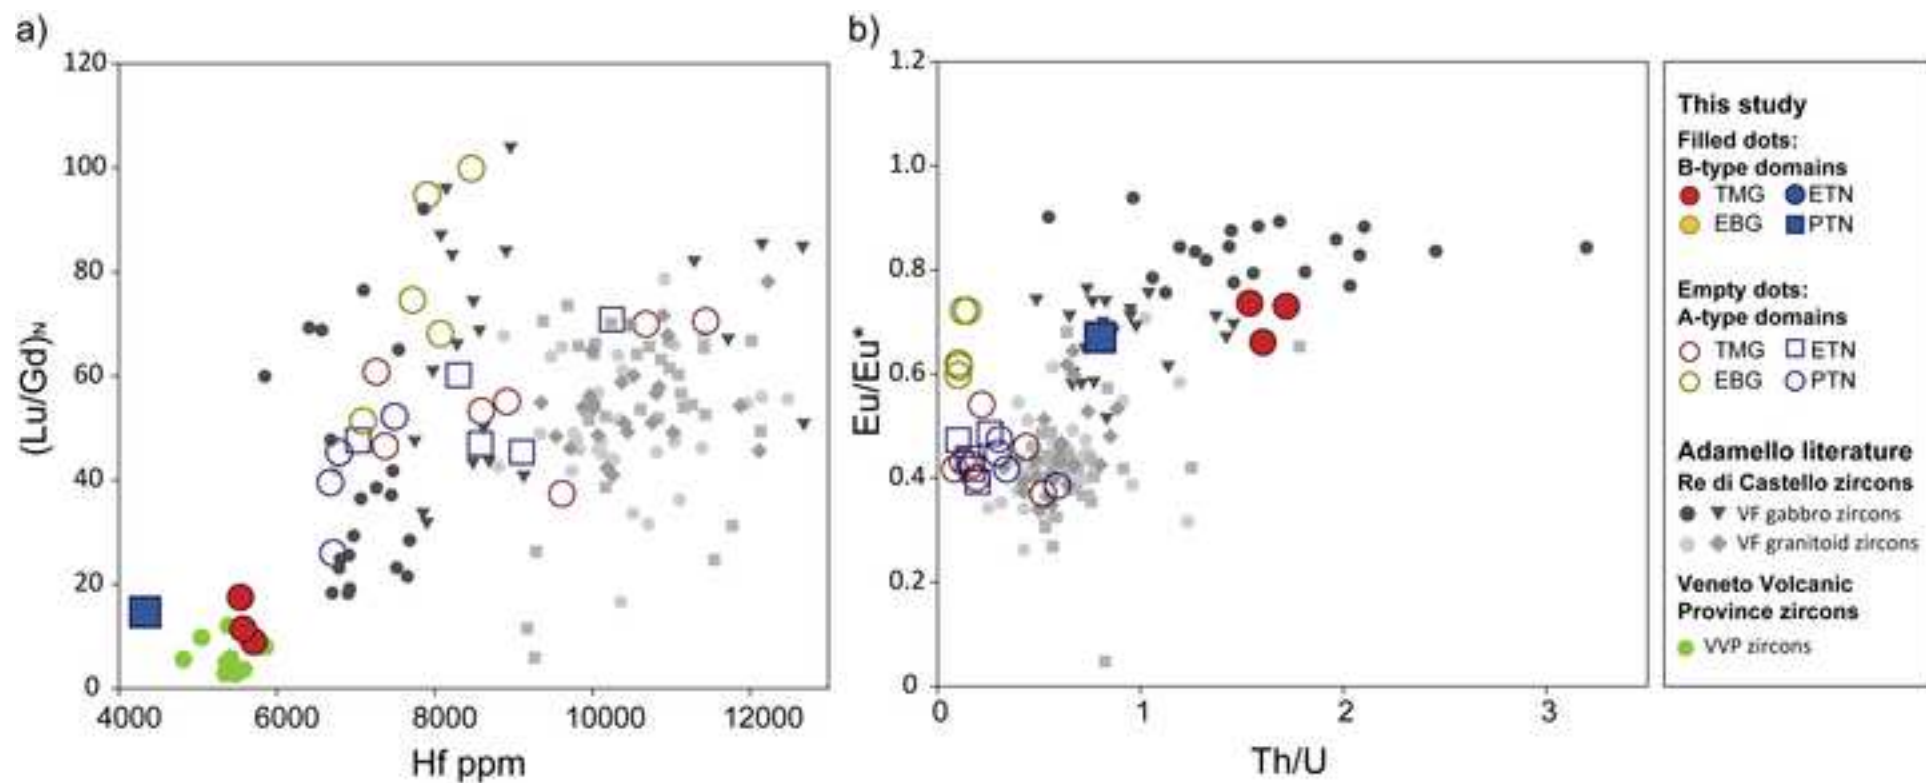 a)
120
100
80
60
40
20
0
(Lu/Gd)N
4000 6000 8000 10000 12000
Hf ppm
b)
1.2
1.0
0.8
0.6
0.4
0.2
0
Eu/Eu*
0 1 2 3
Th/U
This study
Filled dots:
B-type domains
TMG ETN
EBG PTN
Empty dots:
A-type domains
TMG ETN
EBG PTN
Adamello literature
Re di Castello zircons
VF gabbro zircons
VF granitoid zircons
Veneto Volcanic
Province zircons
VVP zircons